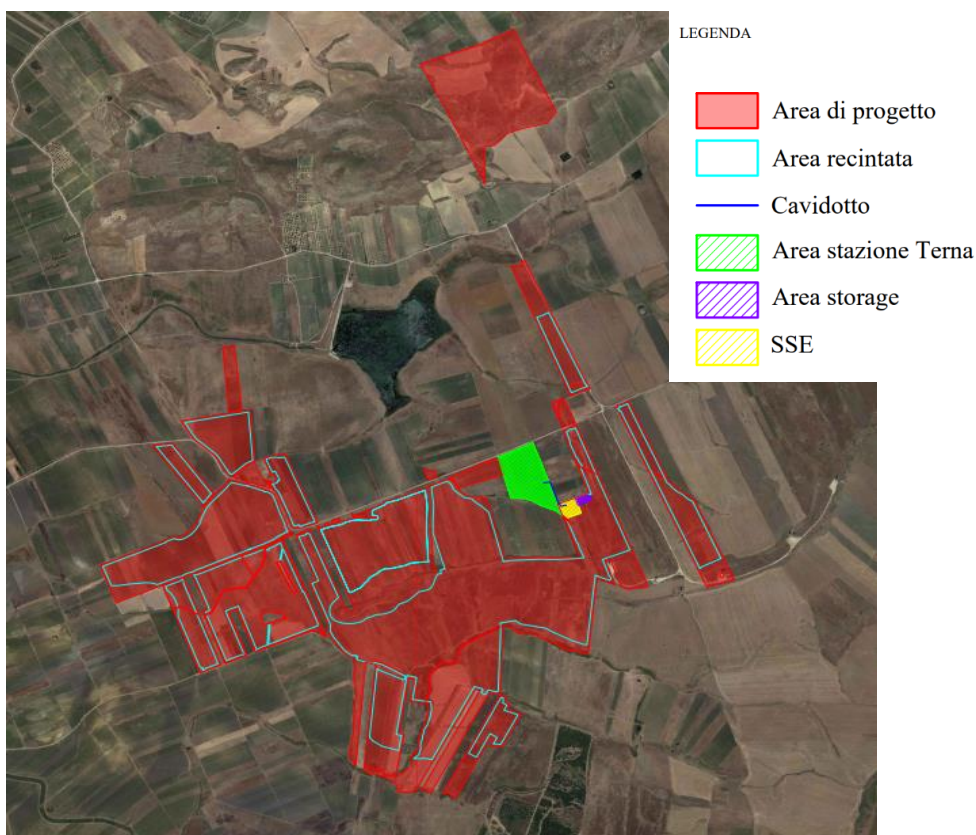 LEGENDA
Area di progetto
Area recintata
Cavidotto
Area stazione Terna
Area storage
SSE